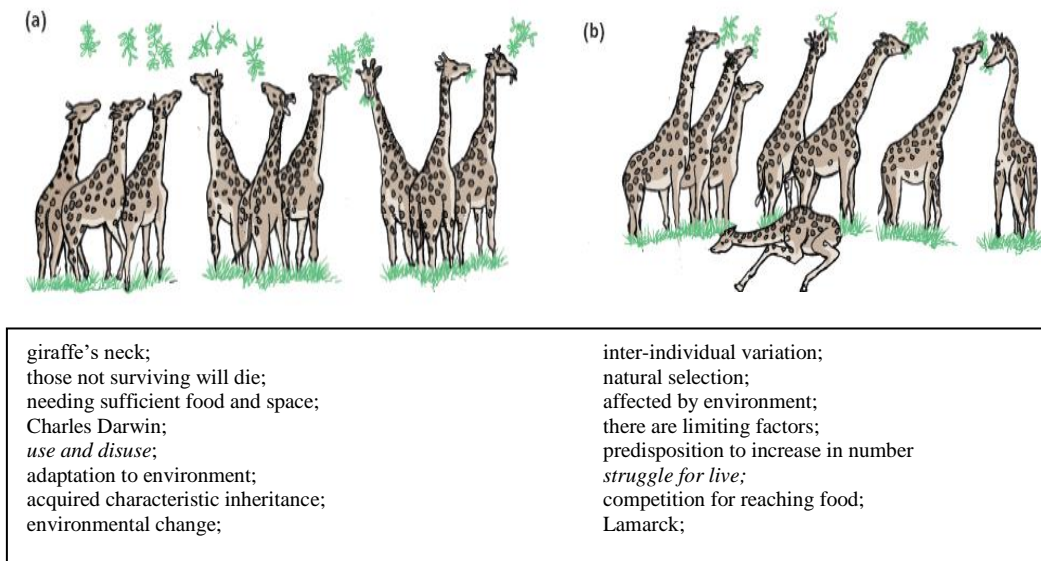 (a)
(b)
giraffe's neck;
those not surviving will die;
needing sufficient food and space;
Charles Darwin;
use and disuse;
adaptation to environment;
acquired characteristic inheritance;
environmental change;
inter-individual variation;
natural selection;
affected by environment;
there are limiting factors;
predisposition to increase in number
struggle for live;
competition for reaching food;
Lamarck;